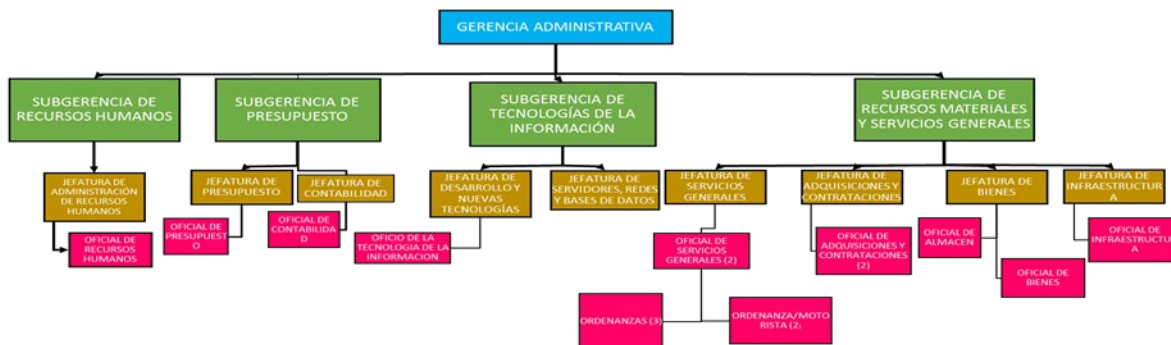 GERENCIA ADMINISTRATIVA
SUBGERENCIA DE
RECURSOS HUMANOS
SUBGERENCIA DE
PRESUPUESTO
SUBGERENCIA DE
TECNOLOGÍAS DE LA
INFORMACIÓN
SUBGERENCIA DE
RECURSOS MATERIALES
Y SERVICIOS GENERALES
JEFATURA DE
ADMINISTRACIÓN
DE RECURSOS
HUMANOS
JEFATURA DE
PRESUPUESTO
JEFATURA DE
CONTABILIDAD
JEFATURA DE
DESARROLLO Y
NUEVAS
TECNOLOGÍAS
JEFATURA DE
SERVIDORES, REDES
Y BASES DE DATOS
JEFATURA DE
SERVICIOS
GENERALES
JEFATURA DE
ADQUISICIONES Y
CONTRATACIONES
JEFATURA DE
BIENES
JEFATURA DE
INFRAESTRUCTUR
A
OFICIAL DE
RECURSOS
HUMANOS
OFICIAL DE
PRESUPUEST
O
OFICIAL DE
CONTABILIDA
D
OFICIO DE LA
TECNOLOGIA DE LA
INFORMACION
OFICIAL DE
SERVICIOS
GENERALES (2)
OFICIAL DE
ADQUISICIONES Y
CONTRATACIONES
(2)
OFICIAL DE
ALMACEN
OFICIAL DE
BIENES
OFICIAL DE
INFRAESTRUCTUR
A
ORDENANZAS (3)
ORDENANZA/MOTO
RISTA (2: